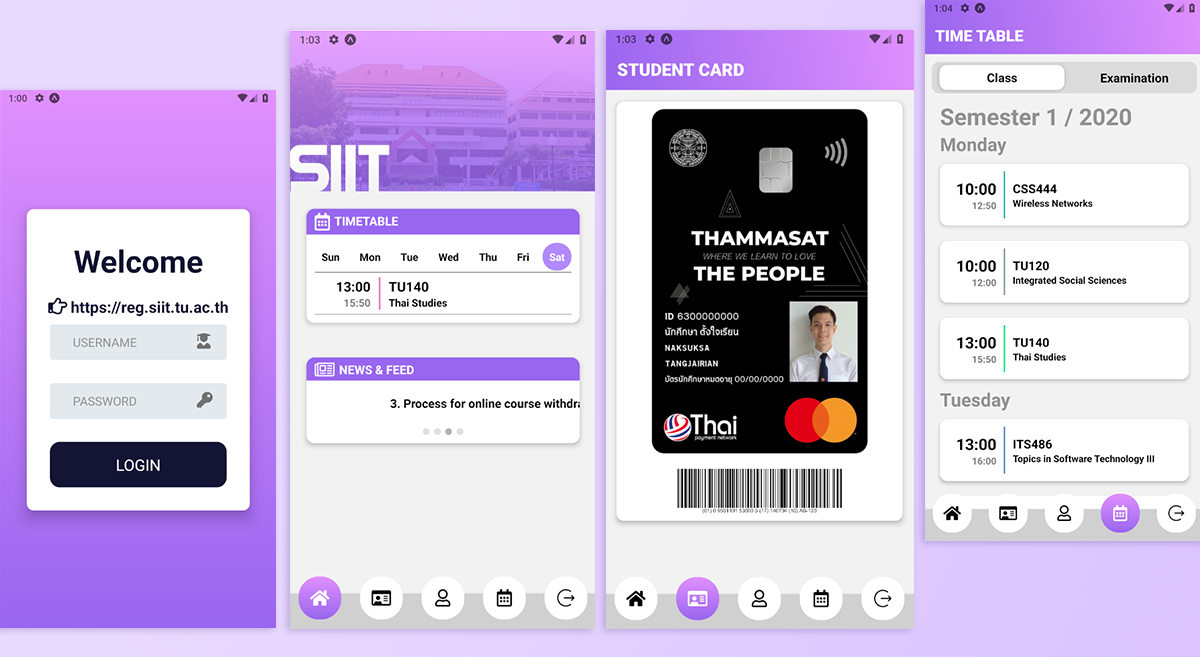 1:00
Welcome
https://reg.siit.tu.ac.th
USERNAME
PASSWORD
LOGIN
1:03
SIIT
TIMETABLE
Sun Mon Tue Wed Thu Fri Sat
13:00 TU140
15:50 Thai Studies
NEWS & FEED
3. Process for online course withdra
1:03
STUDENT CARD
THAMMASAT
WHERE WE LEARN TO LOVE
THE PEOPLE
ID 6300000000
นักศึกษา ตั้งใจเรียน
NAKSUKSA
TANGJAIRIAN
บัตรนักศึกษาหมดอายุ 00/00/0000
Thai
payment network
1:04
TIME TABLE
Class Examination
Semester 1 / 2020
Monday
10:00 CSS444
12:50 Wireless Networks
10:00 TU120
12:00 Integrated Social Sciences
13:00 TU140
15:50 Thai Studies
Tuesday
13:00 ITS486
16:00 Topics in Software Technology III